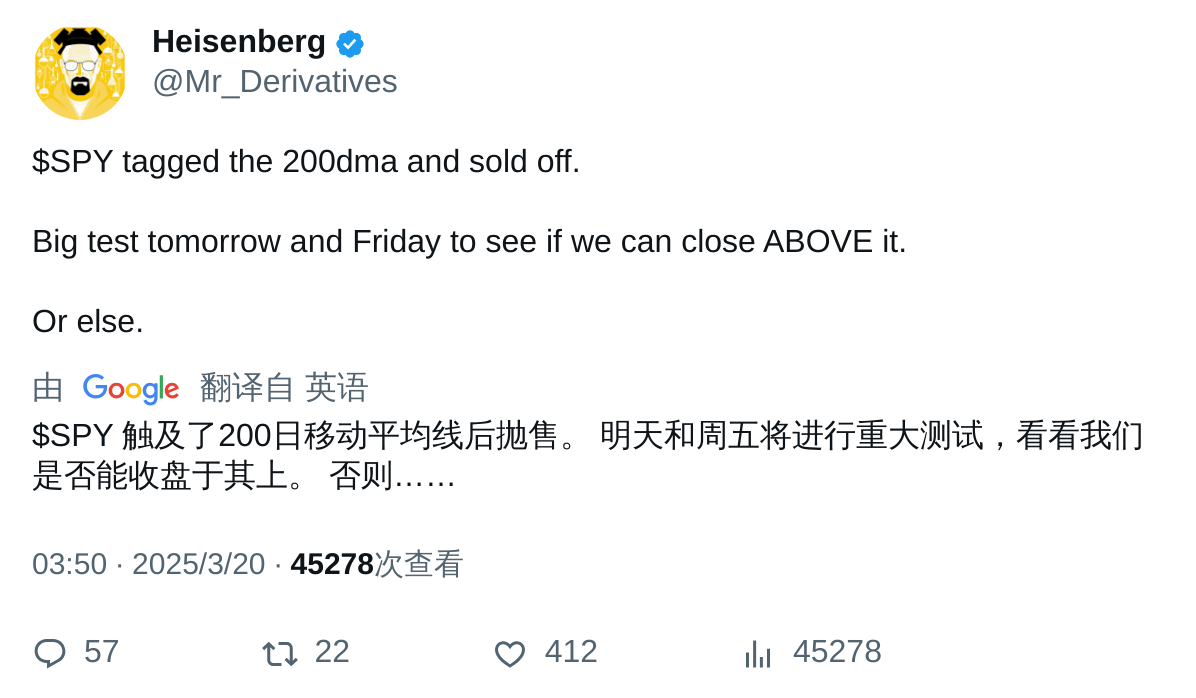 Heisenberg
@Mr_Derivatives
$SPY tagged the 200dma and sold off.
Big test tomorrow and Friday to see if we can close ABOVE it.
Or else.
由 Google 翻译自 英语
$SPY 触及了200日移动平均线后抛售。 明天和周五将进行重大测试，看看我们
是否能收盘于其上。 否则……
03:50 · 2025/3/20 · 45278次查看
57 22 412 45278